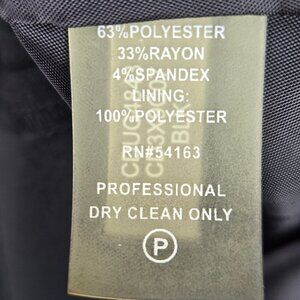 63%POLYESTER
33%RAYON
4%SPANDEX
LINING:
100%POLYESTER
RN#54163
PROFESSIONAL
DRY CLEAN ONLY
P